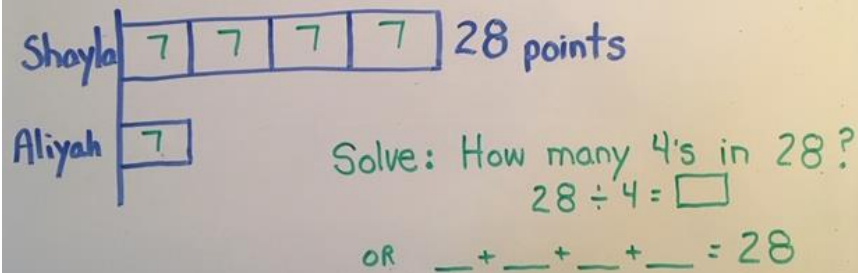 Shayla 7 7 7 7 28 points
Aliyah 7
Solve: How many 4's in 28?
28 ÷ 4 = □
OR __ + __ + __ + __ = 28